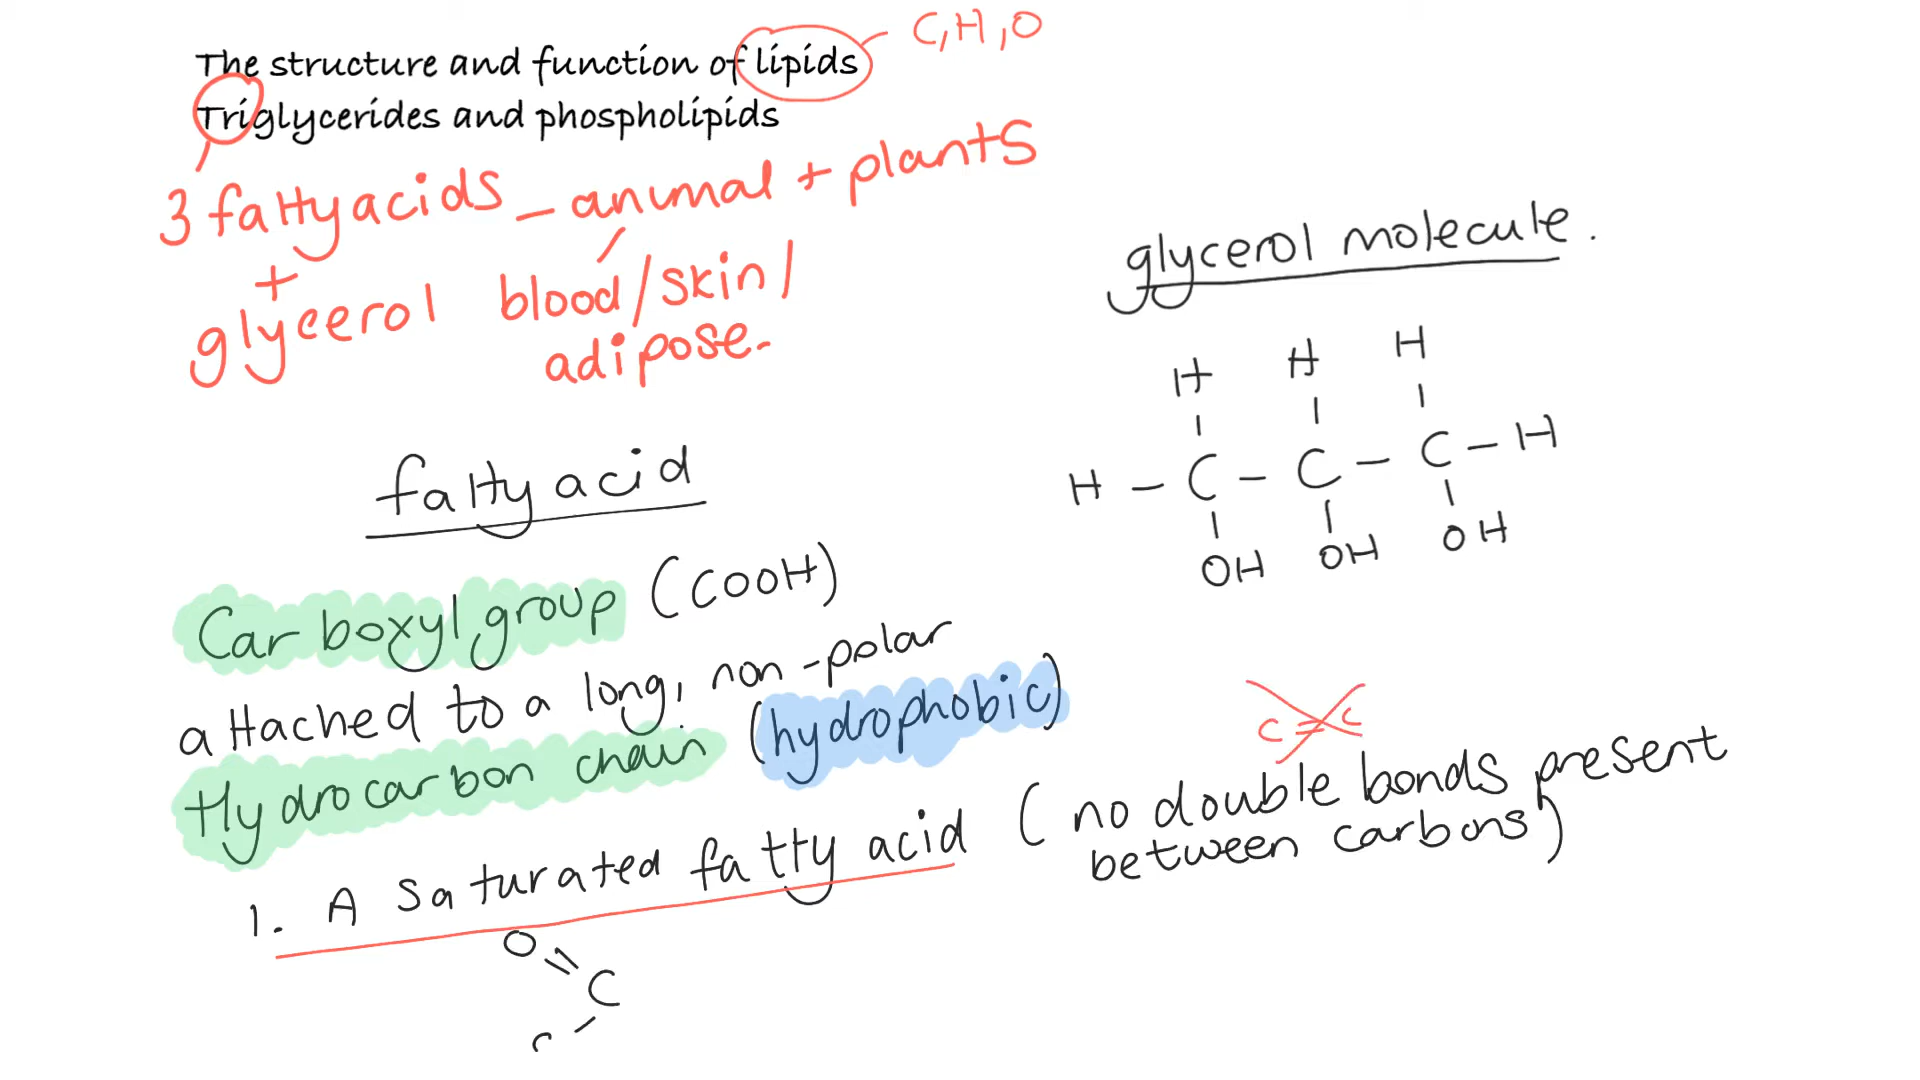 The structure and function of lipids
C, H, O
Triglycerides and phospholipids
3 fatty acids – animal + plants
+
glycerol blood/skin/
adipose.
glycerol molecule.
H H H
H – C – C – C – H
OH OH OH
fatty acid
Carboxyl group (COOH)
attached to a long, non-polar
Hydrocarbon chain (hydrophobic)
C = C
1. A saturated fatty acid (no double bonds present
between carbons)
O
C